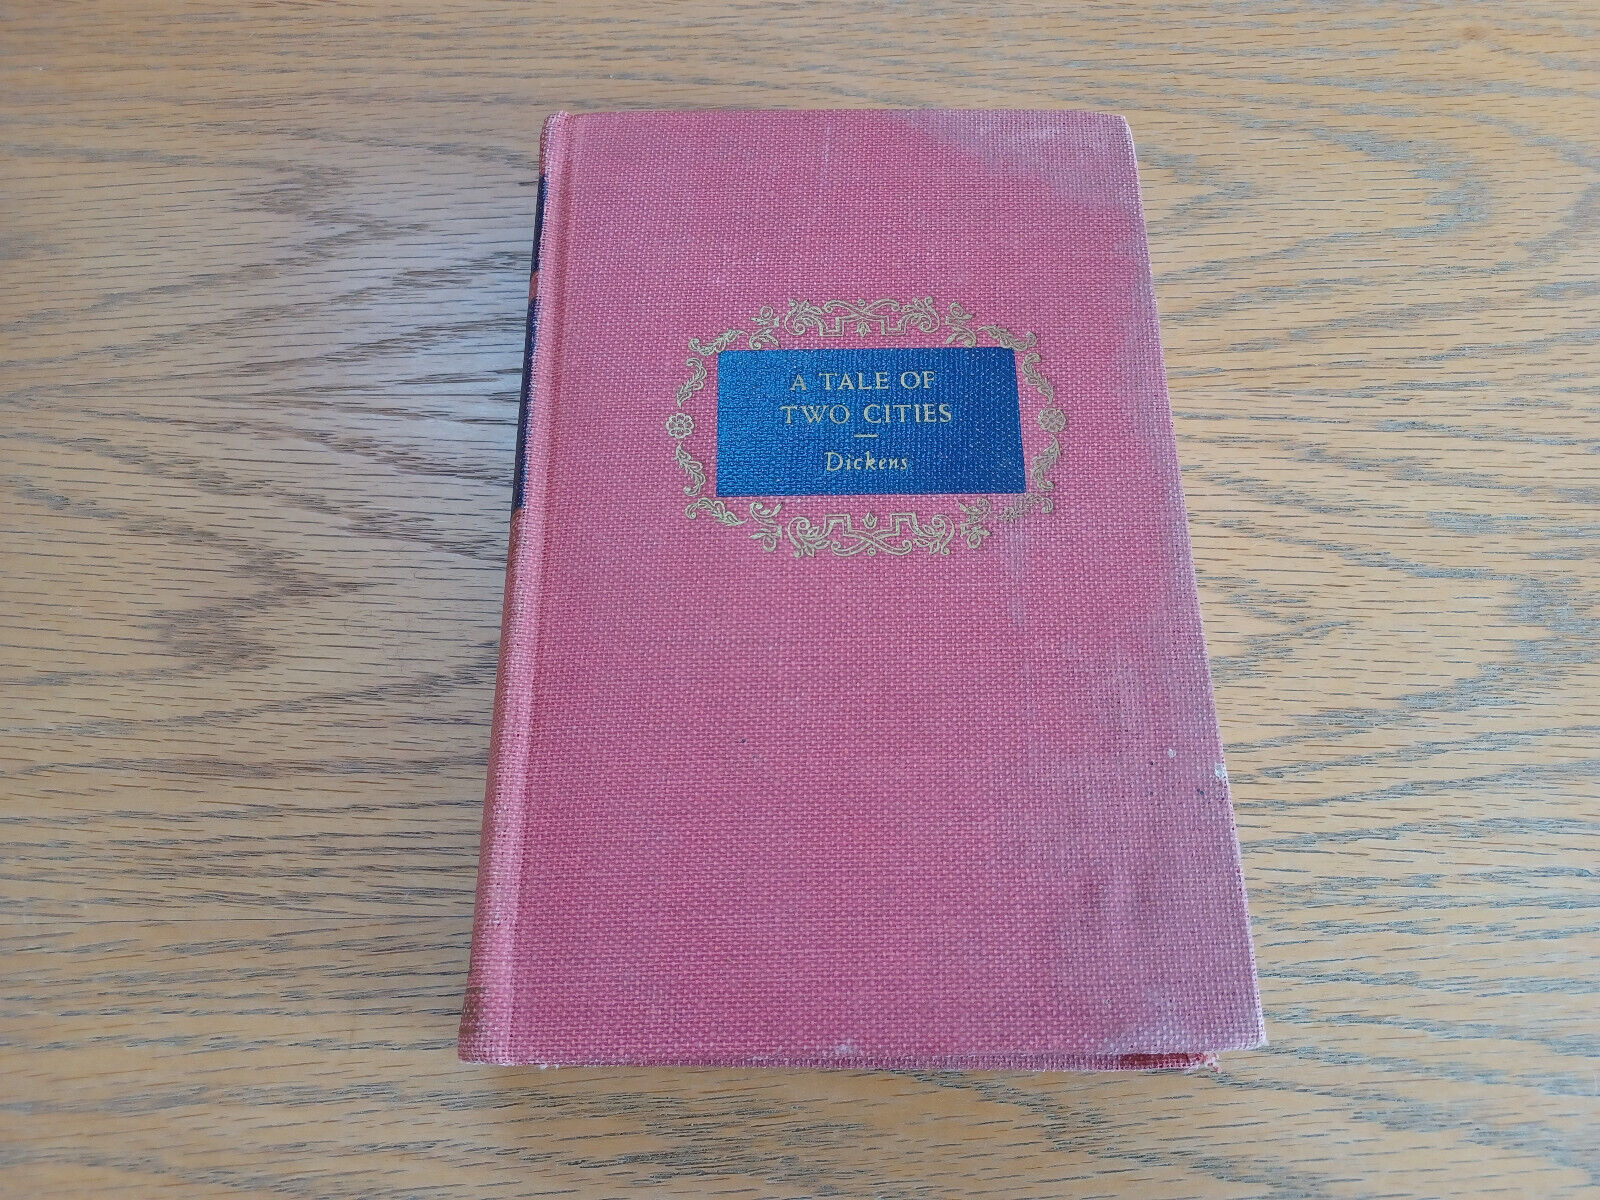 A TALE OF
TWO CITIES
Dickens